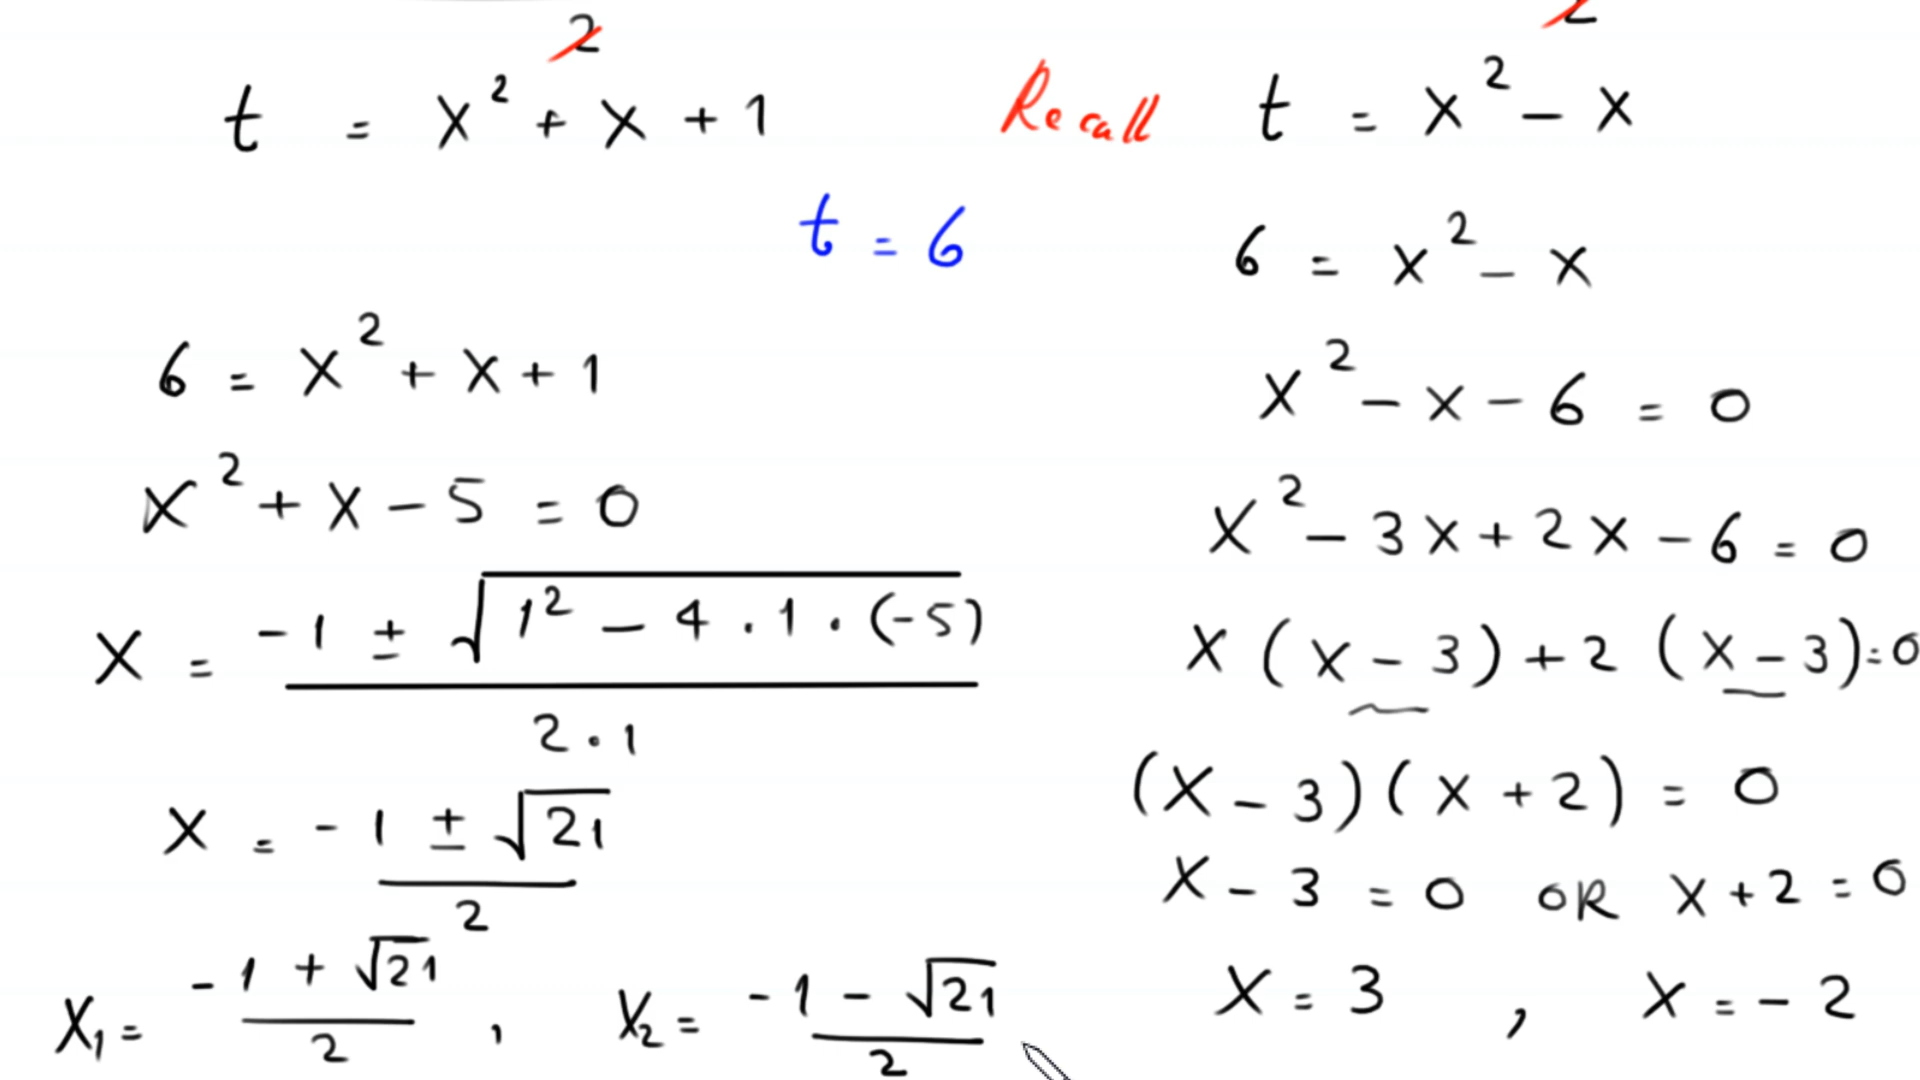 2
t = x² + x + 1
t = 6
6 = x² + x + 1
x² + x - 5 = 0
x = (-1 ± √(1² - 4 · 1 · (-5))) / (2 · 1)
x = -(1 ± √21) / 2
x₁ = (-1 + √21) / 2 , x₂ = (-1 - √21) / 2
2
Recall t = x² - x
6 = x² - x
x² - x - 6 = 0
x² - 3x + 2x - 6 = 0
x(x - 3) + 2(x - 3) = 0
(x - 3)(x + 2) = 0
x - 3 = 0 OR x + 2 = 0
x = 3 , x = -2